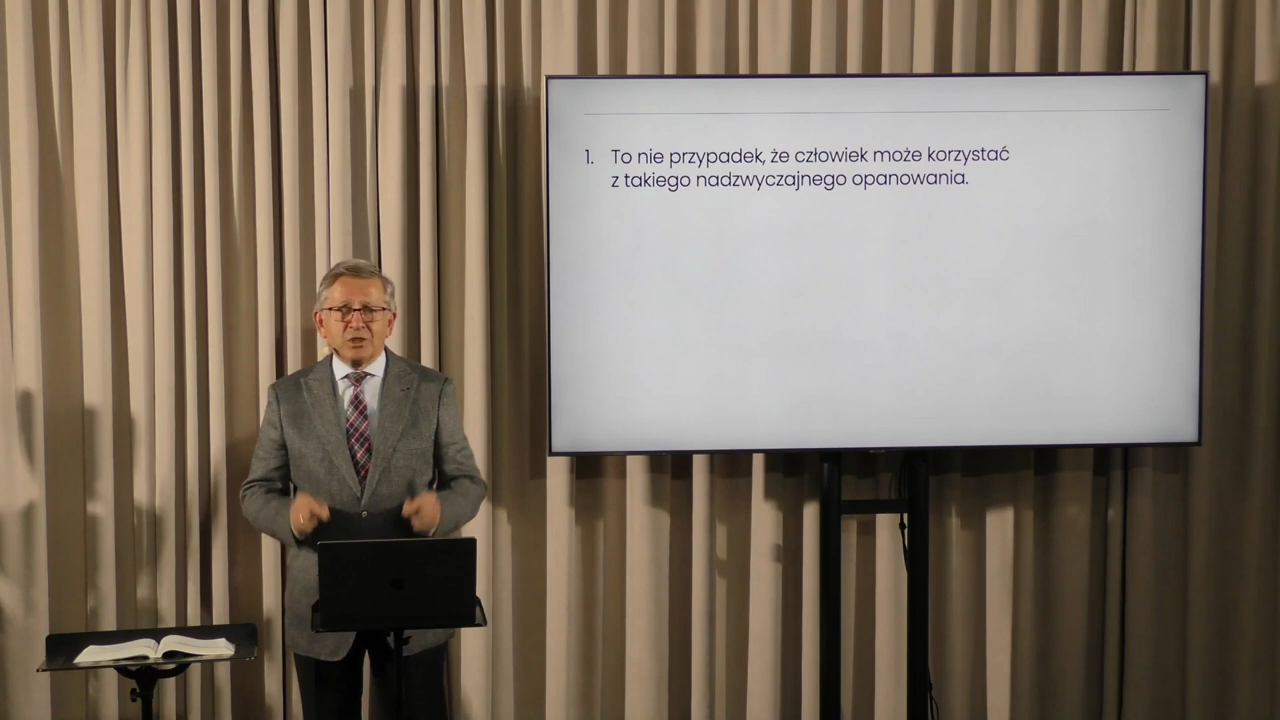 1. To nie przypadek, że człowiek może korzystać
z takiego nadzwyczajnego opanowania.